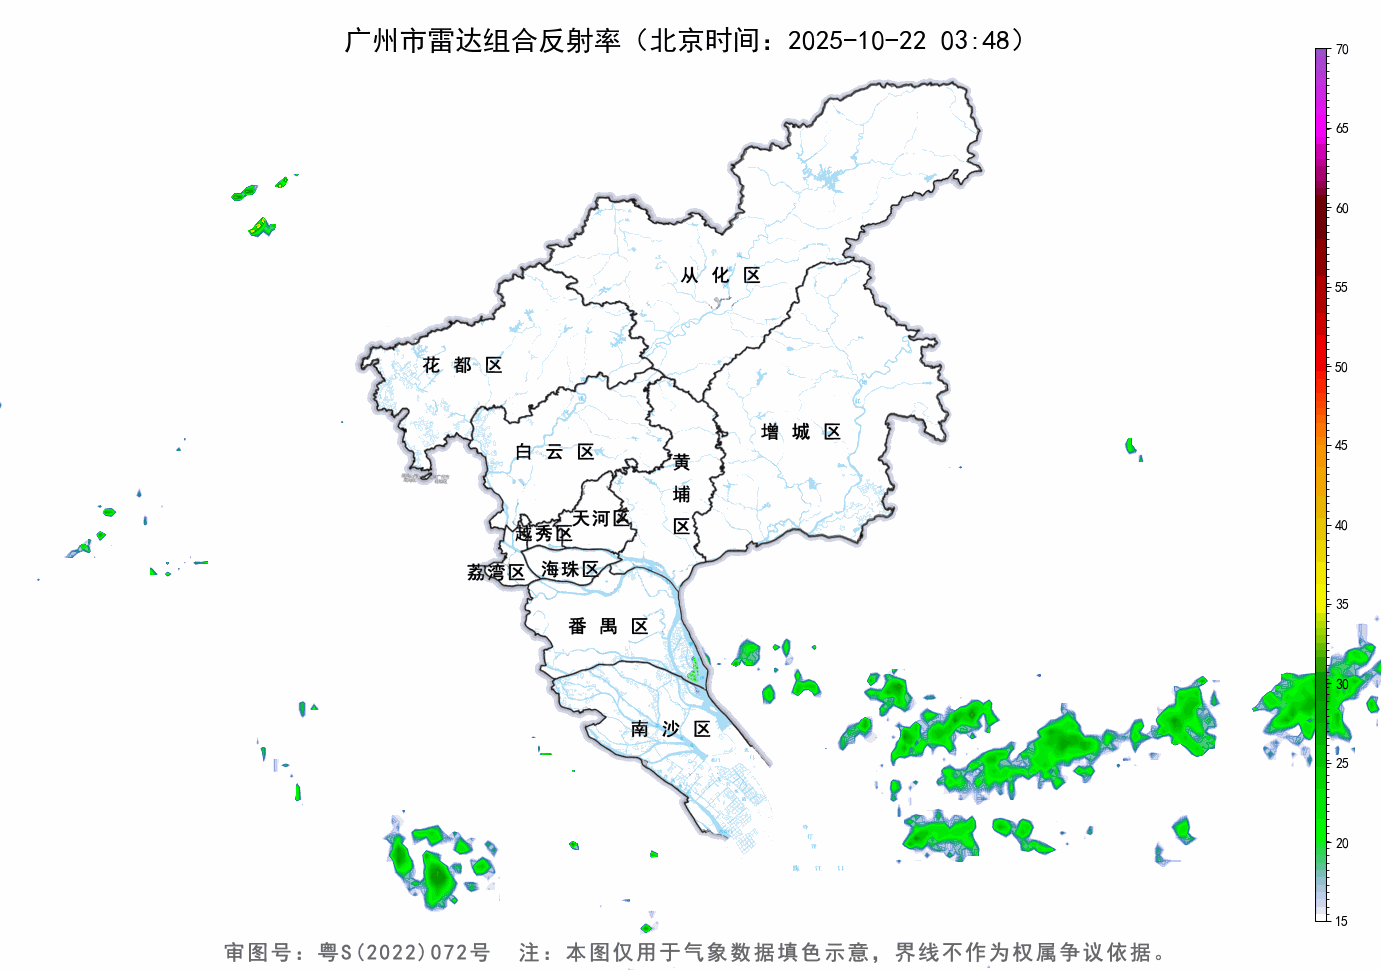 广州市雷达组合反射率（北京时间：2025-10-22 03:48）
70
65
60
55
50
45
40
35
30
25
20
15
从化区
花都区
增城区
白云区
黄埔区
天河区
越秀区
荔湾区
海珠区
番禺区
南沙区
审图号：粤S(2022)072号 注：本图仅用于气象数据填色示意，界线不作为权属争议依据。